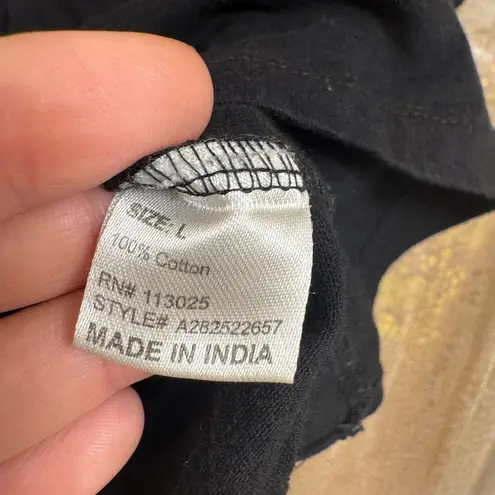 SIZE: L
100% Cotton
RN# 113025
STYLE# A282522657
MADE IN INDIA